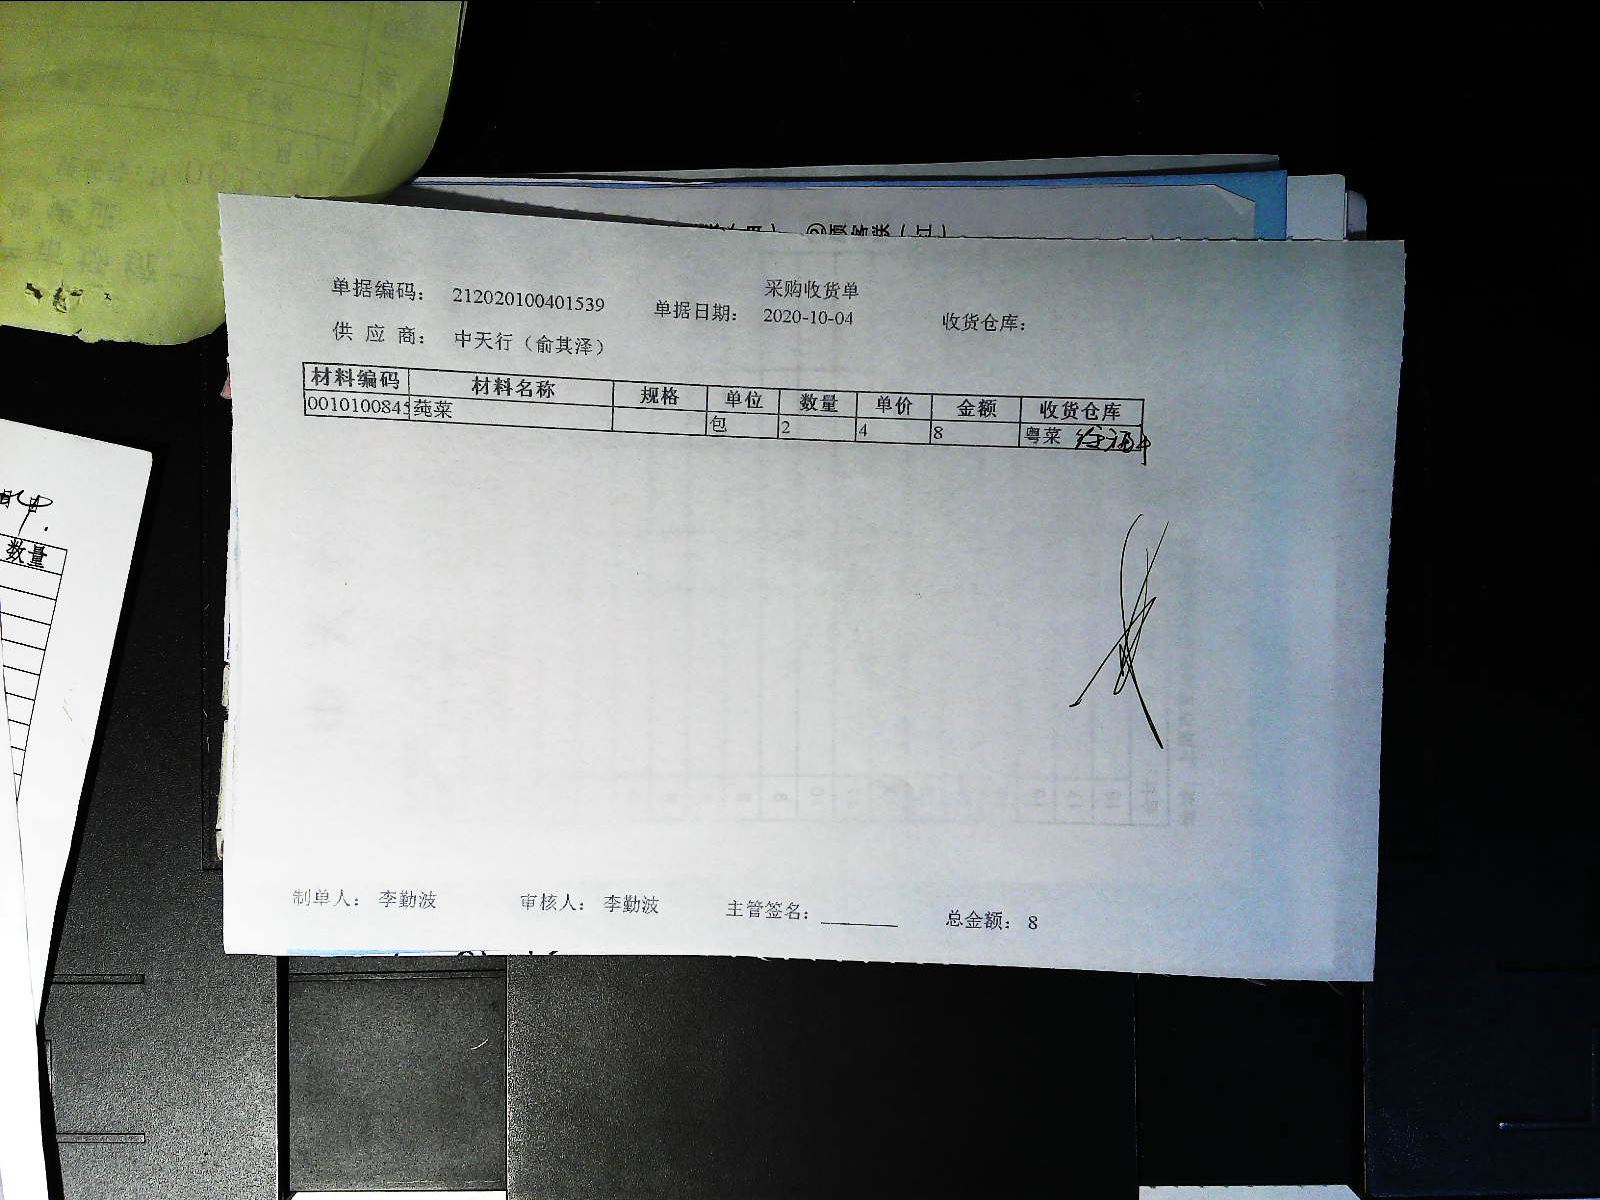 采购收货单
单据编码： 212020100401539 单据日期： 2020-10-04 收货仓库：
供 应 商： 中天行（俞其泽）
材料编码 材料名称 规格 单位 数量 单价 金额 收货仓库
0010100845 莼菜 包 2 4 8 粤菜
制单人： 李勤波 审核人： 李勤波 主管签名： 总金额： 8
数量